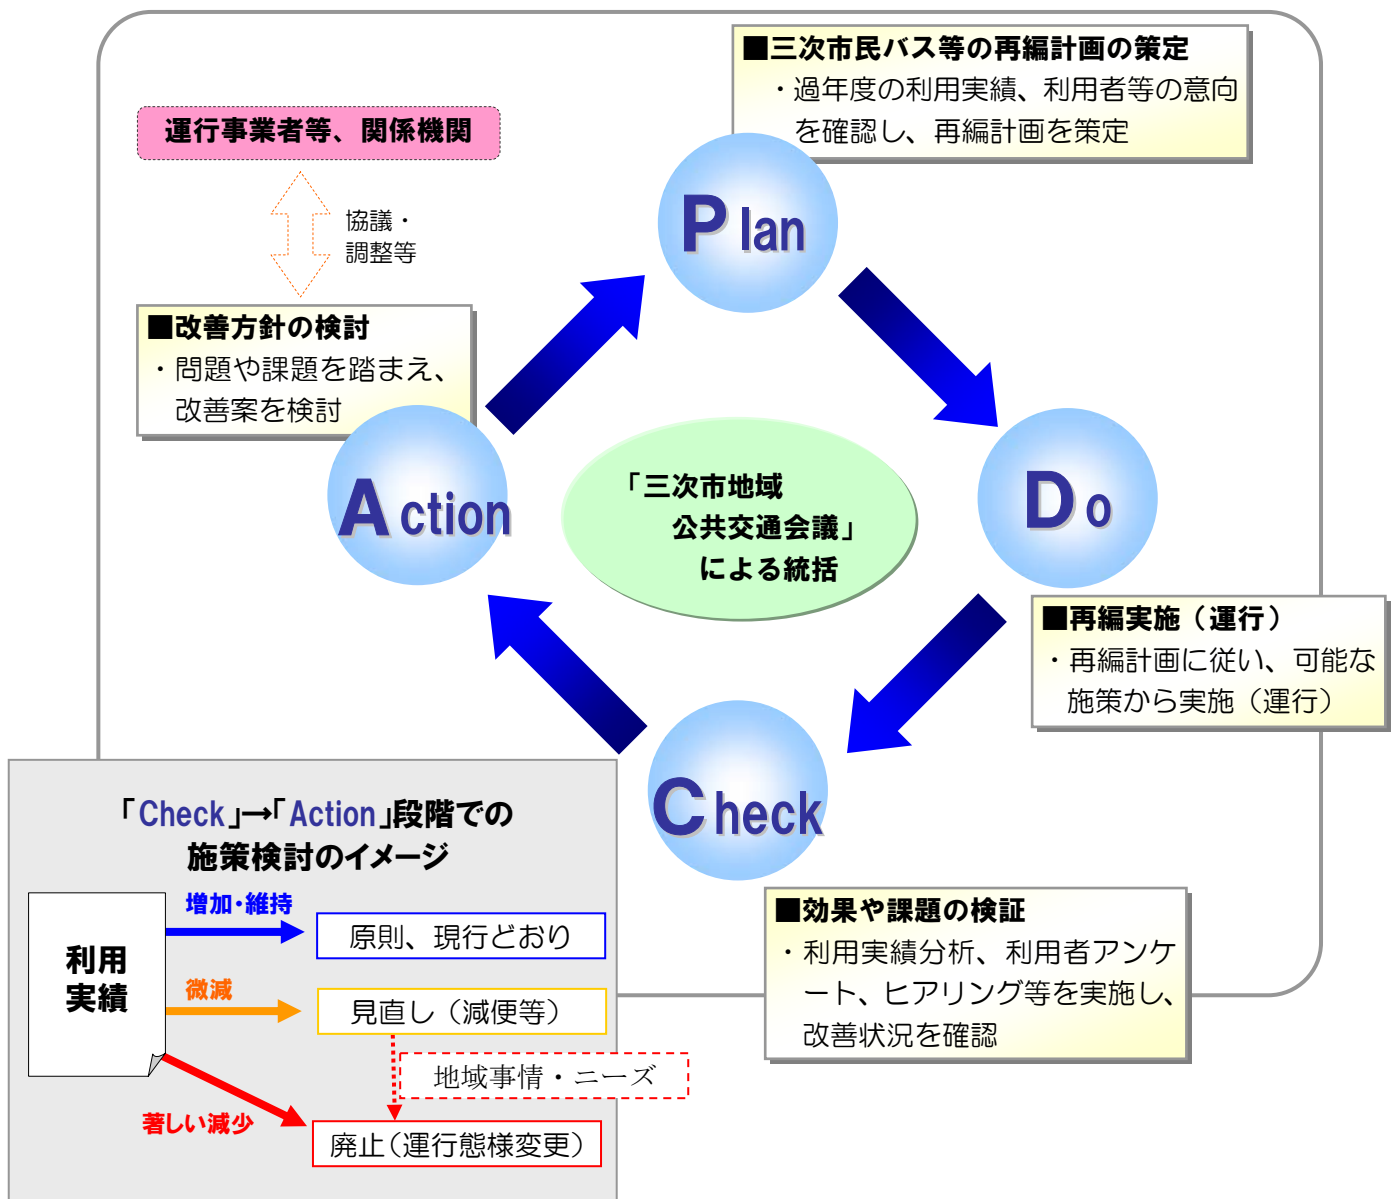 ■三次市民バス等の再編計画の策定
・過年度の利用実績、利用者等の意向
を確認し、再編計画を策定
運行事業者等、関係機関
協議・
調整等
Plan
■改善方針の検討
・問題や課題を踏まえ、
改善案を検討
Action
「三次市地域
公共交通会議」
による統括
Do
■再編実施（運行）
・再編計画に従い、可能な
施策から実施（運行）
Check
■効果や課題の検証
・利用実績分析、利用者アンケ
ート、ヒアリング等を実施し、
改善状況を確認
「Check」→「Action」段階での
施策検討のイメージ
利用
実績
増加・維持
原則、現行どおり
微減
見直し（減便等）
地域事情・ニーズ
著しい減少
廃止（運行態様変更）